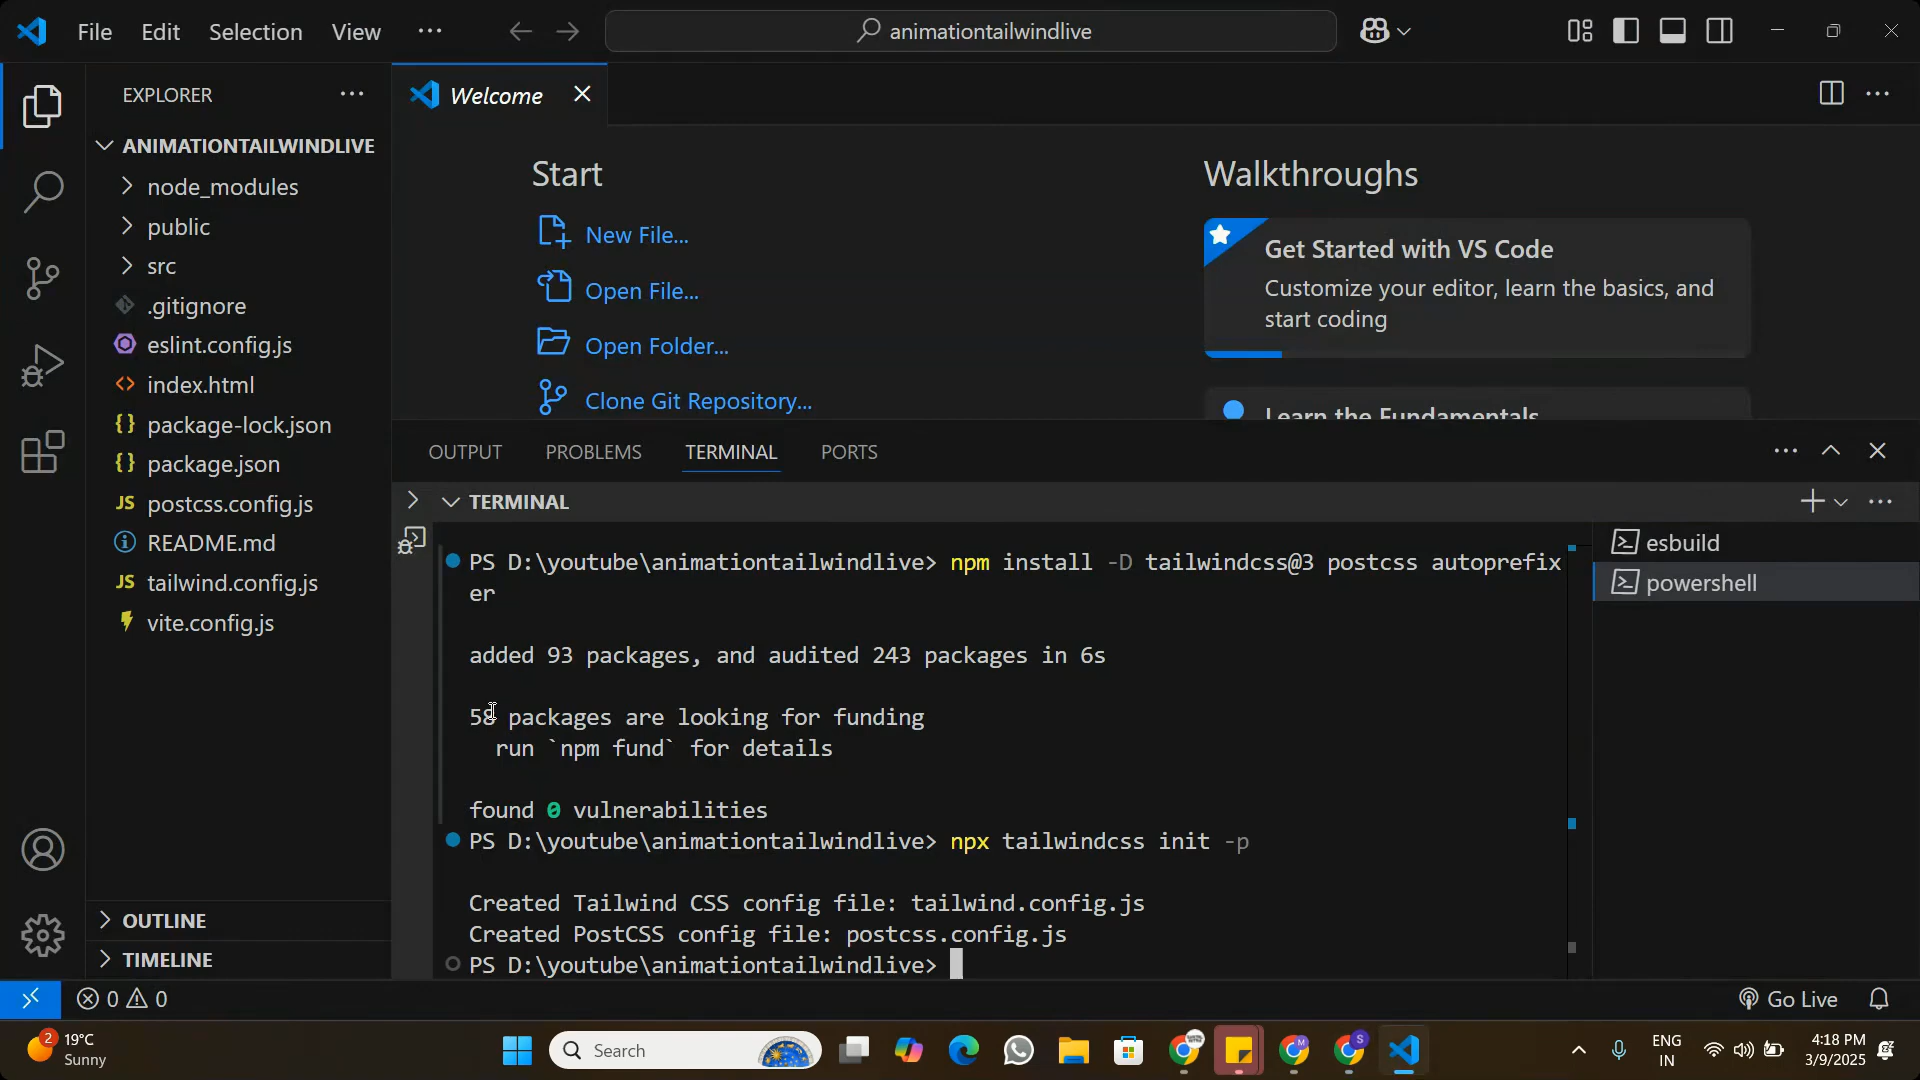 File Edit Selection View ··· animationtailwindlive
EXPLORER
ANIMATIONTAILWINDLIVE
node_modules
public
src
.gitignore
eslint.config.js
index.html
package-lock.json
package.json
postcss.config.js
README.md
tailwind.config.js
vite.config.js
OUTLINE
TIMELINE
Welcome
Start
New File...
Open File...
Open Folder...
Clone Git Repository...
Walkthroughs
Get Started with VS Code
Customize your editor, learn the basics, and
start coding
Learn the Fundamentals
OUTPUT PROBLEMS TERMINAL PORTS
TERMINAL
PS D:\youtube\animationtailwindlive> npm install -D tailwindcss@3 postcss autoprefix
er
added 93 packages, and audited 243 packages in 6s
58 packages are looking for funding
run `npm fund` for details
found 0 vulnerabilities
PS D:\youtube\animationtailwindlive> npx tailwindcss init -p
Created Tailwind CSS config file: tailwind.config.js
Created PostCSS config file: postcss.config.js
PS D:\youtube\animationtailwindlive>
esbuild
powershell
0 0 Go Live
2 19°C
Sunny
Search
ENG
IN
4:18 PM
3/9/2025